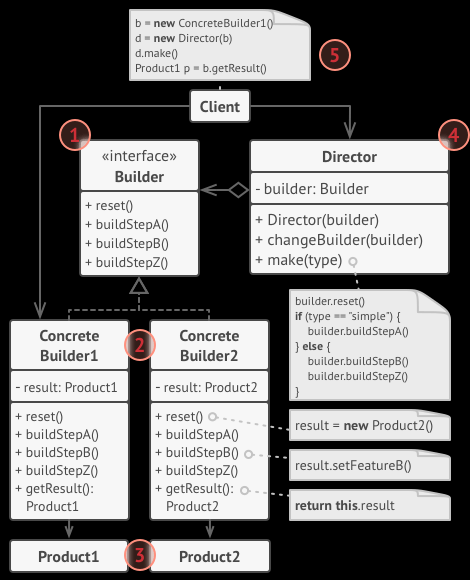 b = new ConcreteBuilder1()
d = new Director(b)
d.make()
Product1 p = b.getResult()
5
Client
1
«interface»
Builder
+ reset()
+ buildStepA()
+ buildStepB()
+ buildStepZ()
4
Director
- builder: Builder
+ Director(builder)
+ changeBuilder(builder)
+ make(type)
builder.reset()
if (type == "simple") {
builder.buildStepA()
} else {
builder.buildStepB()
builder.buildStepZ()
}
Concrete
Builder1
- result: Product1
+ reset()
+ buildStepA()
+ buildStepB()
+ buildStepZ()
+ getResult():
Product1
2
Concrete
Builder2
- result: Product2
+ reset()
+ buildStepA()
+ buildStepB()
+ buildStepZ()
+ getResult():
Product2
result = new Product2()
result.setFeatureB()
return this.result
Product1
3
Product2